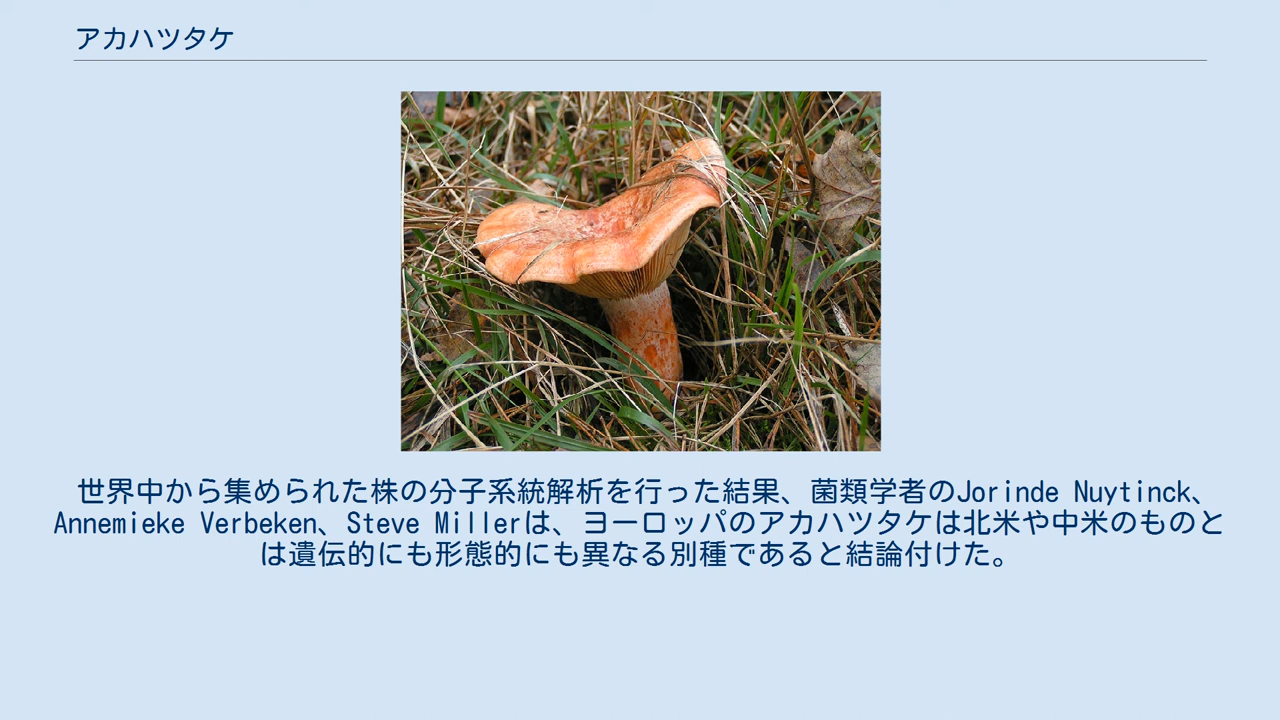 アカハツタケ
世界中から集められた株の分子系統解析を行った結果、菌類学者のJorinde Nuytinck、
Annemieke Verbeken、Steve Millerは、ヨーロッパのアカハツタケは北米や中米のものと
は遺伝的にも形態的にも異なる別種であると結論付けた。